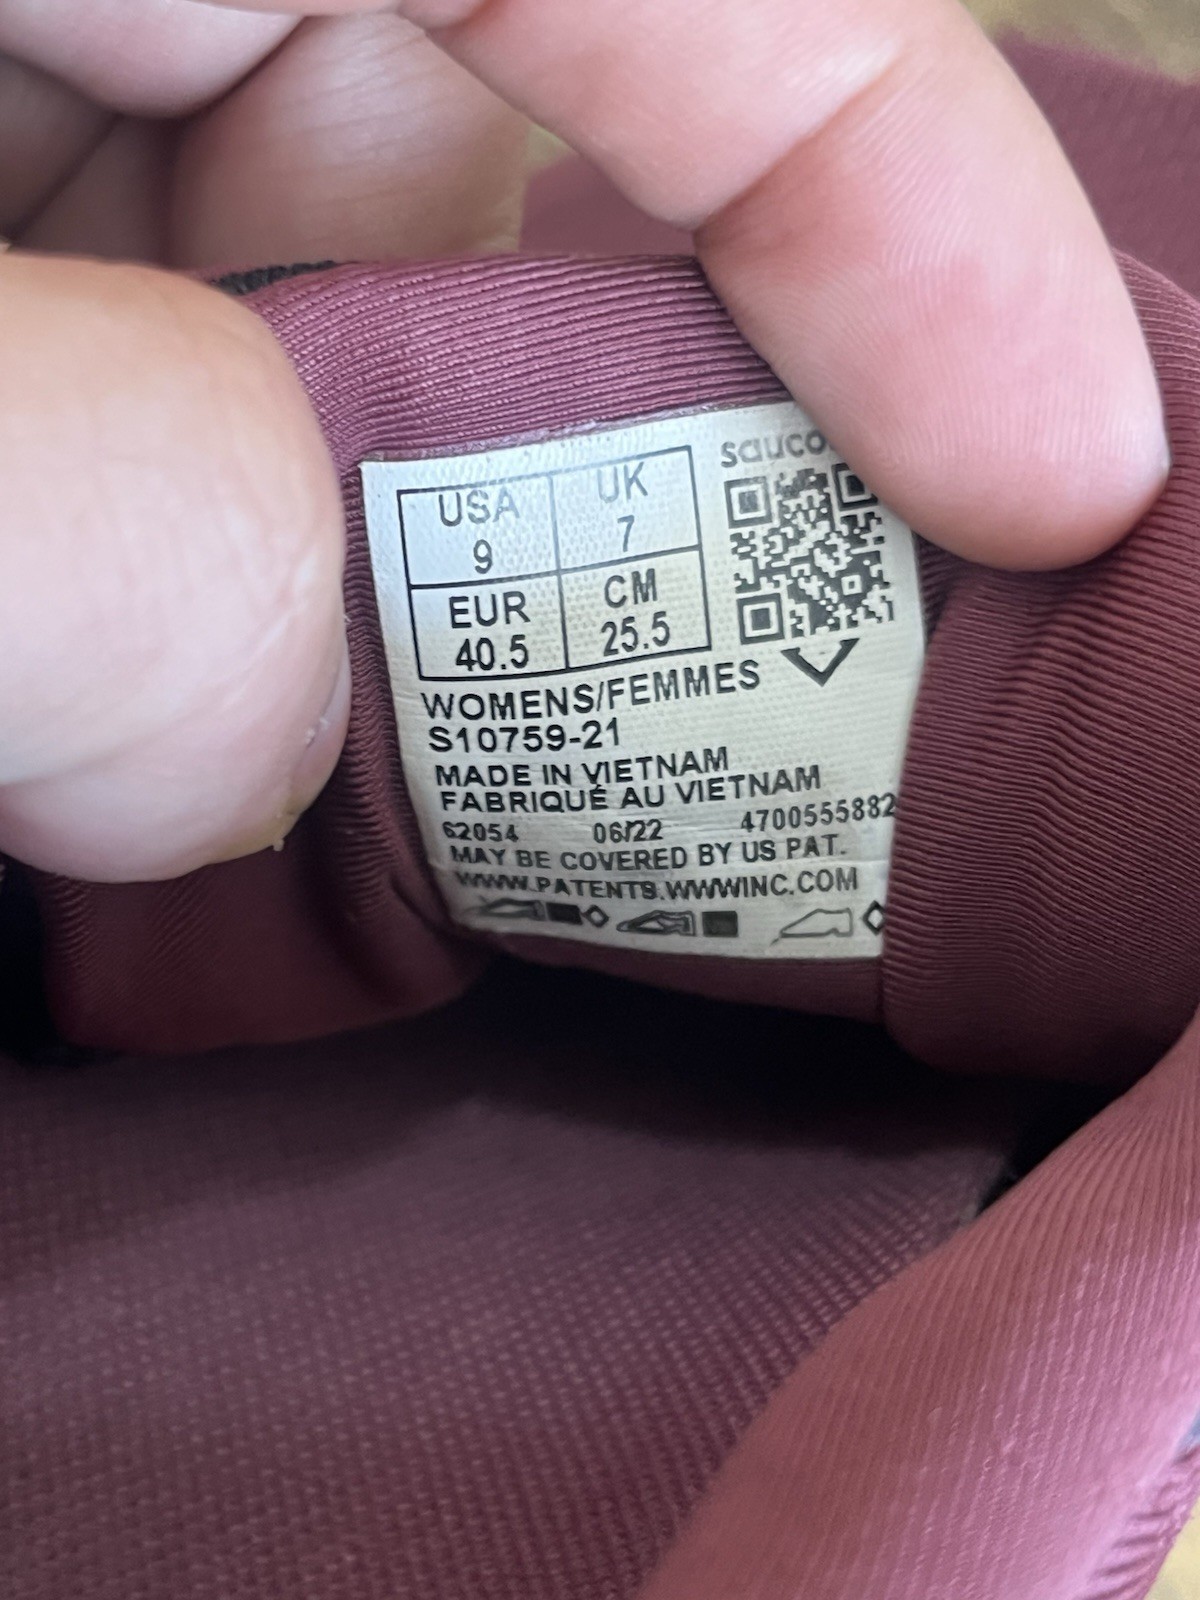 USA UK
9 7
EUR CM
40.5 25.5
WOMENS/FEMMES
S10759-21
MADE IN VIETNAM
FABRIQUÉ AU VIETNAM
62054 06/22 4700555882
MAY BE COVERED BY US PAT.
WWW.PATENTS.WWWINC.COM